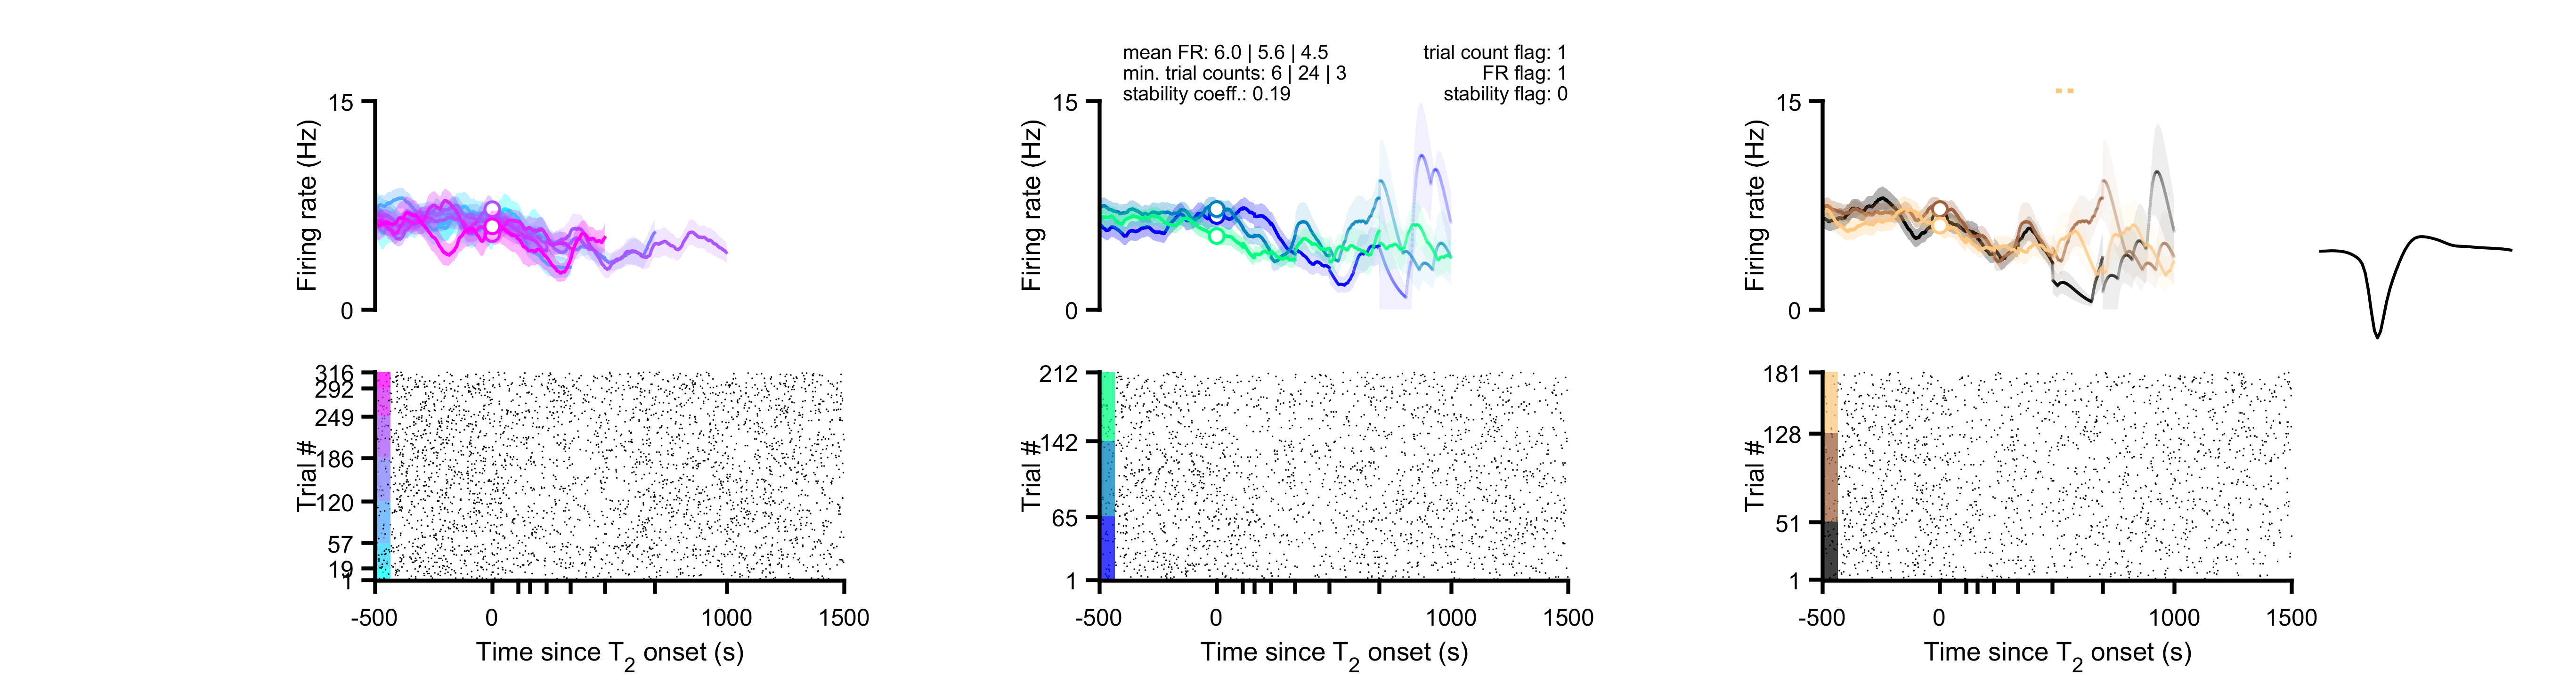 mean FR: 6.0 | 5.6 | 4.5
min. trial counts: 6 | 24 | 3
stability coeff.: 0.19
trial count flag: 1
FR flag: 1
stability flag: 0
15
Firing rate (Hz)
0
15
Firing rate (Hz)
0
15
Firing rate (Hz)
0
316
292
249
186
120
57
19
1
Trial #
-500
0
1000
1500
Time since T2 onset (s)
212
142
65
1
Trial #
-500
0
1000
1500
Time since T2 onset (s)
181
128
51
1
Trial #
-500
0
1000
1500
Time since T2 onset (s)